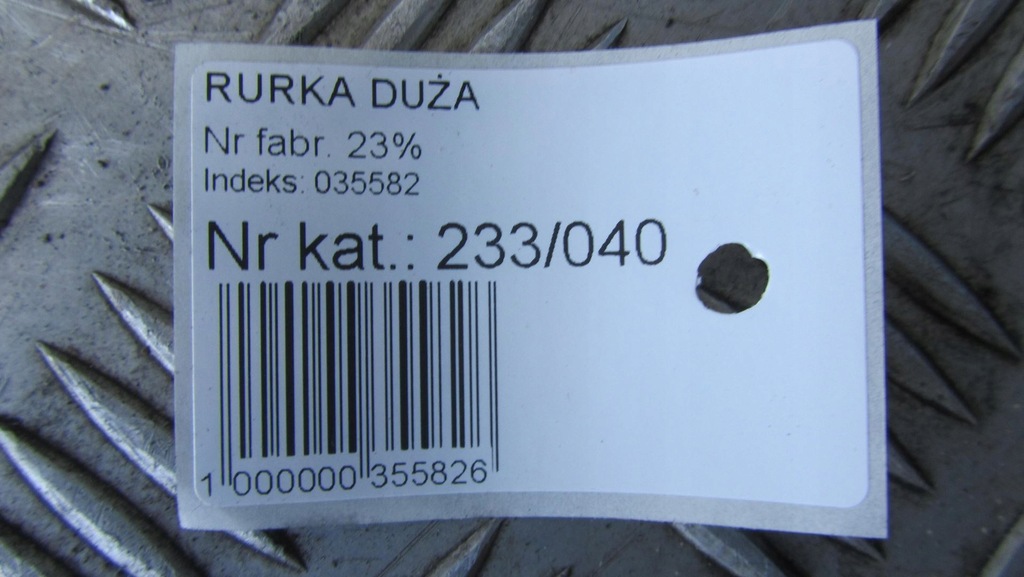 RURKA DUŻA
Nr fabr. 23%
Indeks: 035582
Nr kat.: 233/040
1 000000 355826